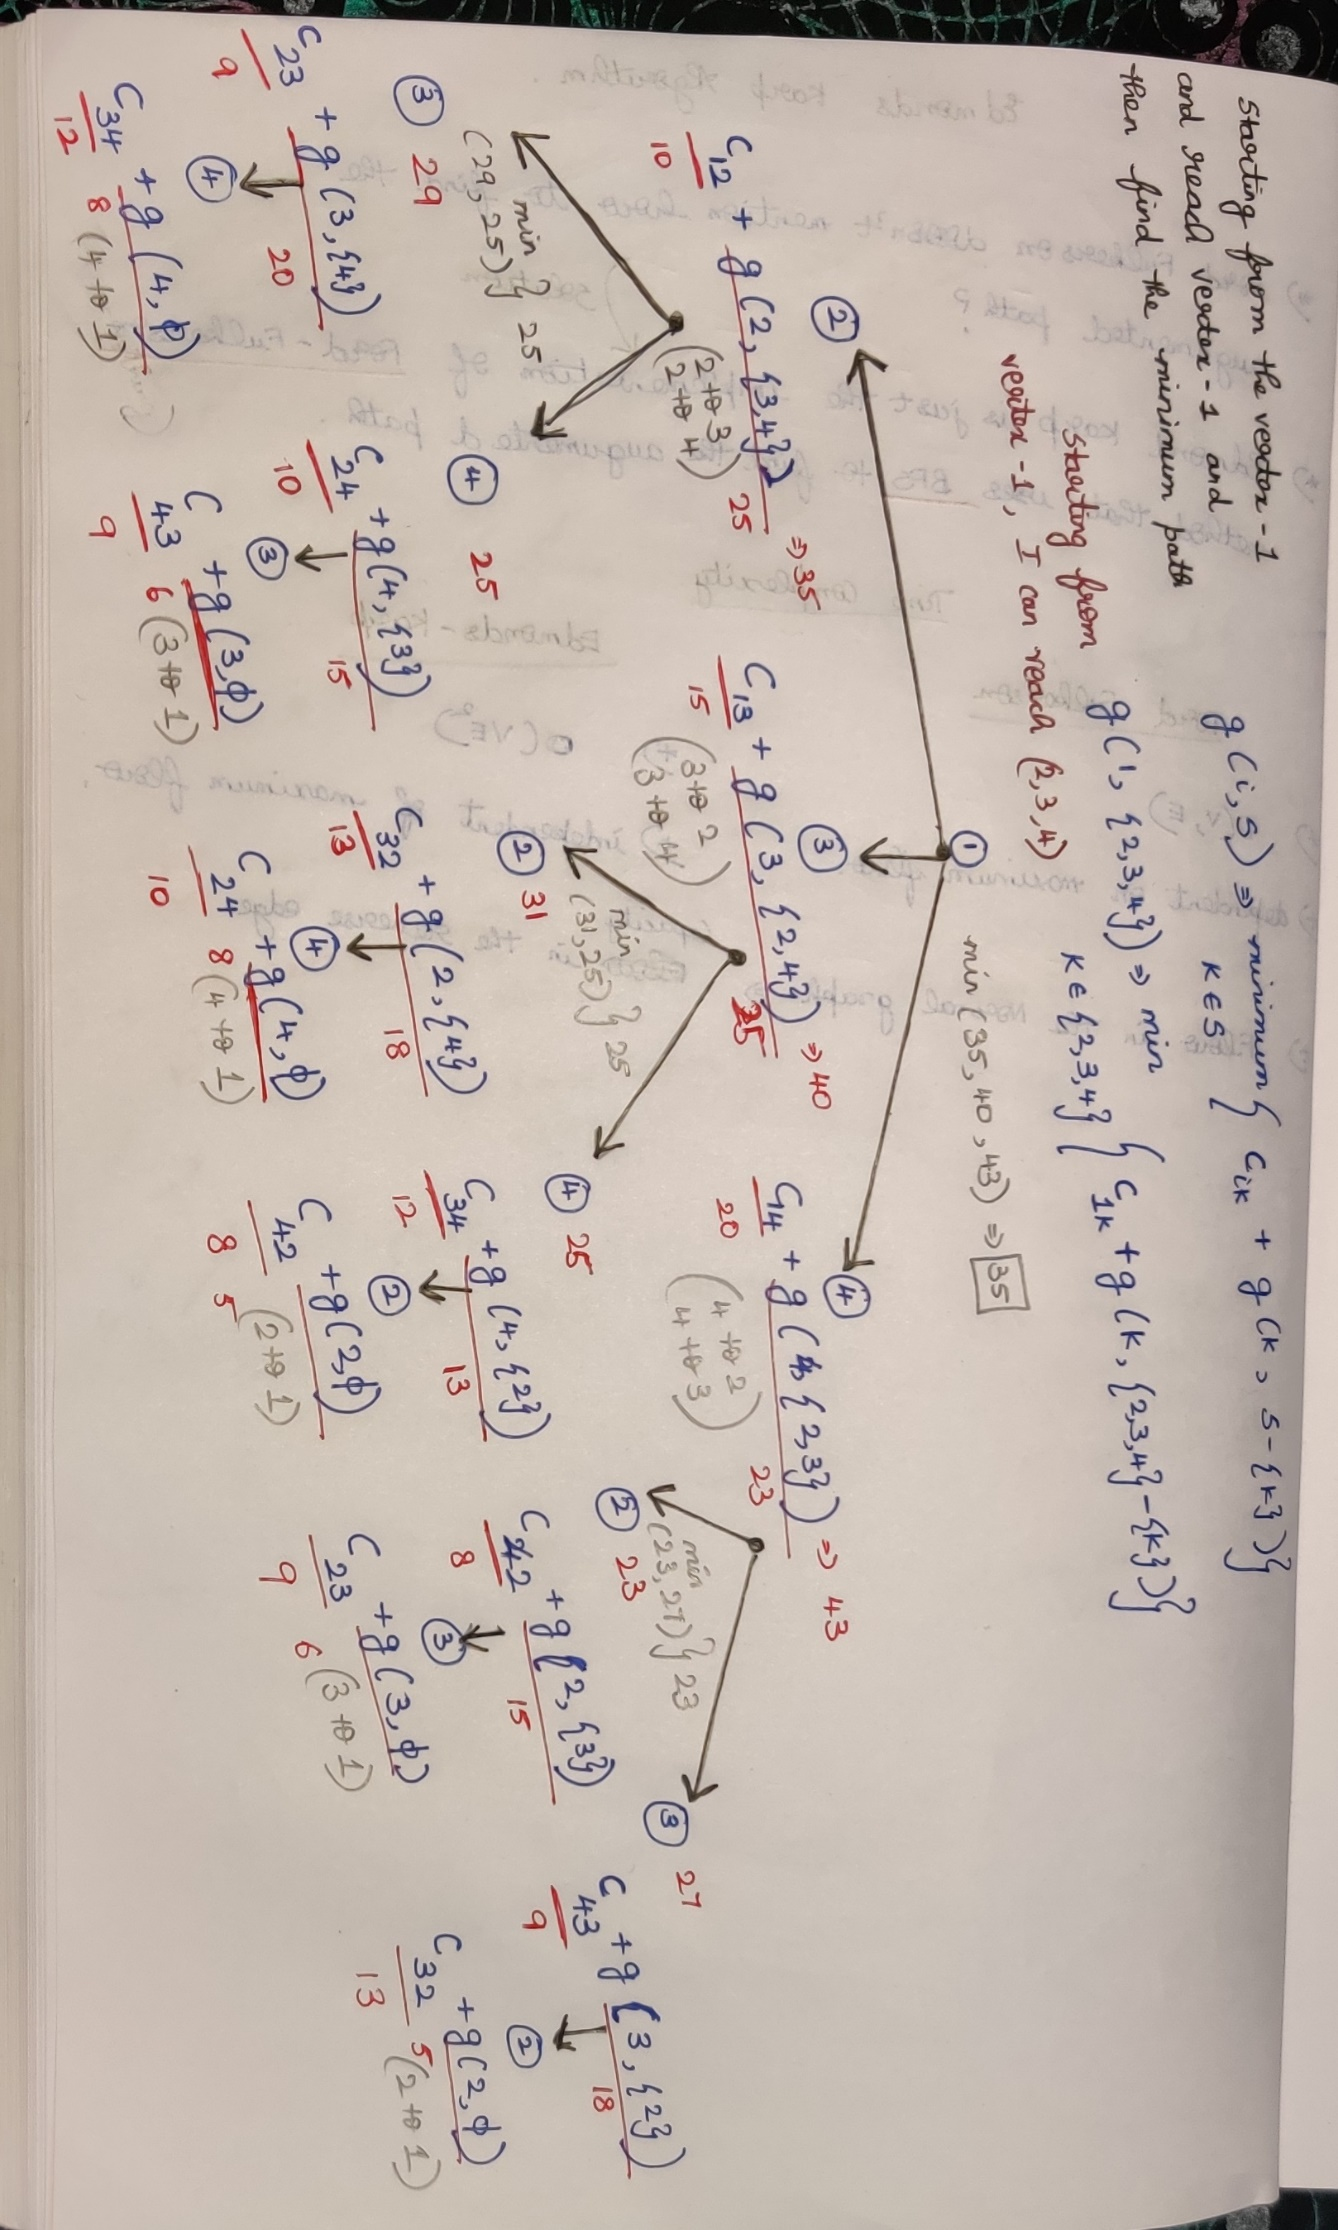 Starting from the vertex-1
and reach vertex-1 and
then find the minimum path
g(i,S) ⇒ minimum { Cik + g(k, S-{k}) }
k∈S
g(1,{2,3,4}) ⇒ min { C1k + g(k, {2,3,4}-{k}) }
k∈{2,3,4}
starting from
vertex-1, I can reach (2,3,4)
① min(35,40,43) ⇒ 35
② ③ ④
C12 + g(2,{3,4}) ⇒ 35
10 25
(2 to 3
2 to 4)
C13 + g(3,{2,4}) ⇒ 40
15 25
(3 to 2
3 to 4)
C14 + g(4,{2,3}) ⇒ 43
20 23
(4 to 2
4 to 3)
min
(29,25)} 25
③ 29 ④ 25
min
(31,25)} 25
② 31 ④ 25
min
(23,27)} 23
② 23 ③ 27
C23 + g(3,{4})
9 20
④
C34 + g(4,ϕ)
12 8 (4 to 1)
C24 + g(4,{3})
10 15
③
C43 + g(3,ϕ)
9 6 (3 to 1)
C32 + g(2,{4})
13 18
④
C24 + g(4,ϕ)
10 8 (4 to 1)
C34 + g(4,{2})
12 13
②
C42 + g(2,ϕ)
8 5 (2 to 1)
C42 + g(2,{3})
8 15
③
C23 + g(3,ϕ)
9 6 (3 to 1)
C43 + g(3,{2})
9 18
②
C32 + g(2,ϕ)
13 5 (2 to 1)